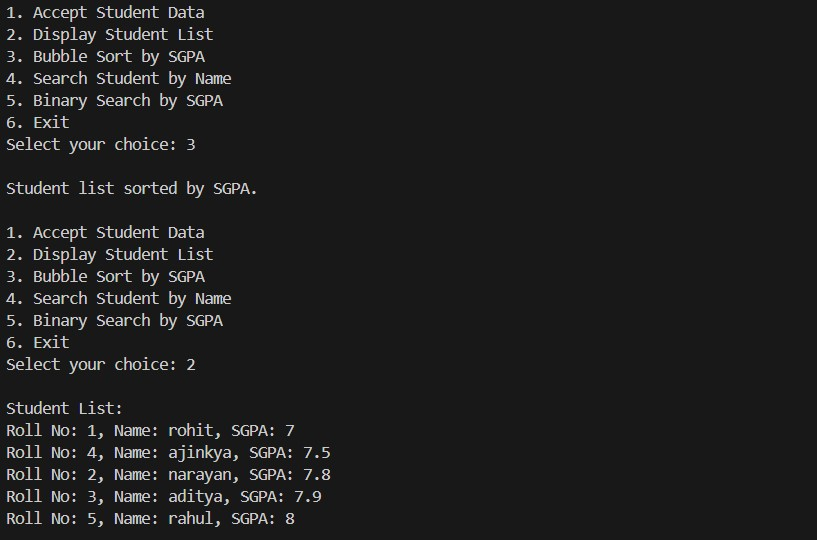 1. Accept Student Data
2. Display Student List
3. Bubble Sort by SGPA
4. Search Student by Name
5. Binary Search by SGPA
6. Exit
Select your choice: 3
Student list sorted by SGPA.
1. Accept Student Data
2. Display Student List
3. Bubble Sort by SGPA
4. Search Student by Name
5. Binary Search by SGPA
6. Exit
Select your choice: 2
Student List:
Roll No: 1, Name: rohit, SGPA: 7
Roll No: 4, Name: ajinkya, SGPA: 7.5
Roll No: 2, Name: narayan, SGPA: 7.8
Roll No: 3, Name: aditya, SGPA: 7.9
Roll No: 5, Name: rahul, SGPA: 8